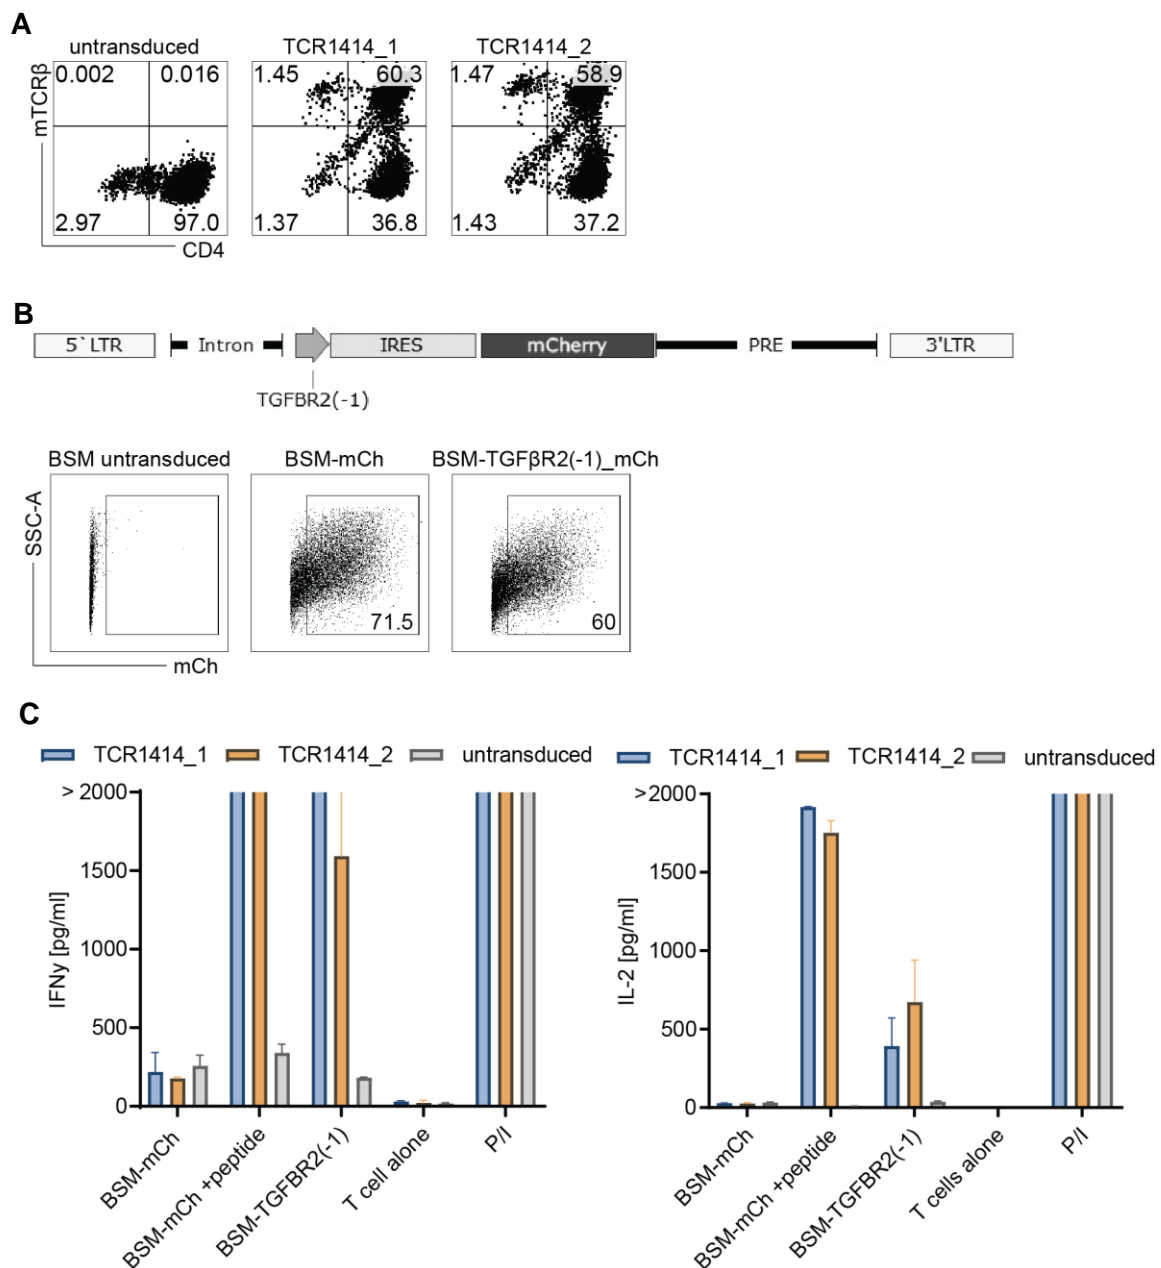 A
untransduced TCR1414_1 TCR1414_2
0.002 0.016 1.45 60.3 1.47 58.9
mTCRβ
2.97 97.0 1.37 36.8 1.43 37.2
CD4
B
5`LTR Intron IRES mCherry PRE 3'LTR
TGFBR2(-1)
BSM untransduced BSM-mCh BSM-TGFβR2(-1)_mCh
SSC-A
71.5 60
mCh
C
TCR1414_1 TCR1414_2 untransduced TCR1414_1 TCR1414_2 untransduced
> 2000
1500
1000
500
0
IFNy [pg/ml]
BSM-mCh
BSM-mCh +peptide
BSM-TGFBR2(-1)
T cell alone
P/I
>2000
1500
1000
500
0
IL-2 [pg/ml]
BSM-mCh
BSM-mCh +peptide
BSM-TGFBR2(-1)
T cells alone
P/I